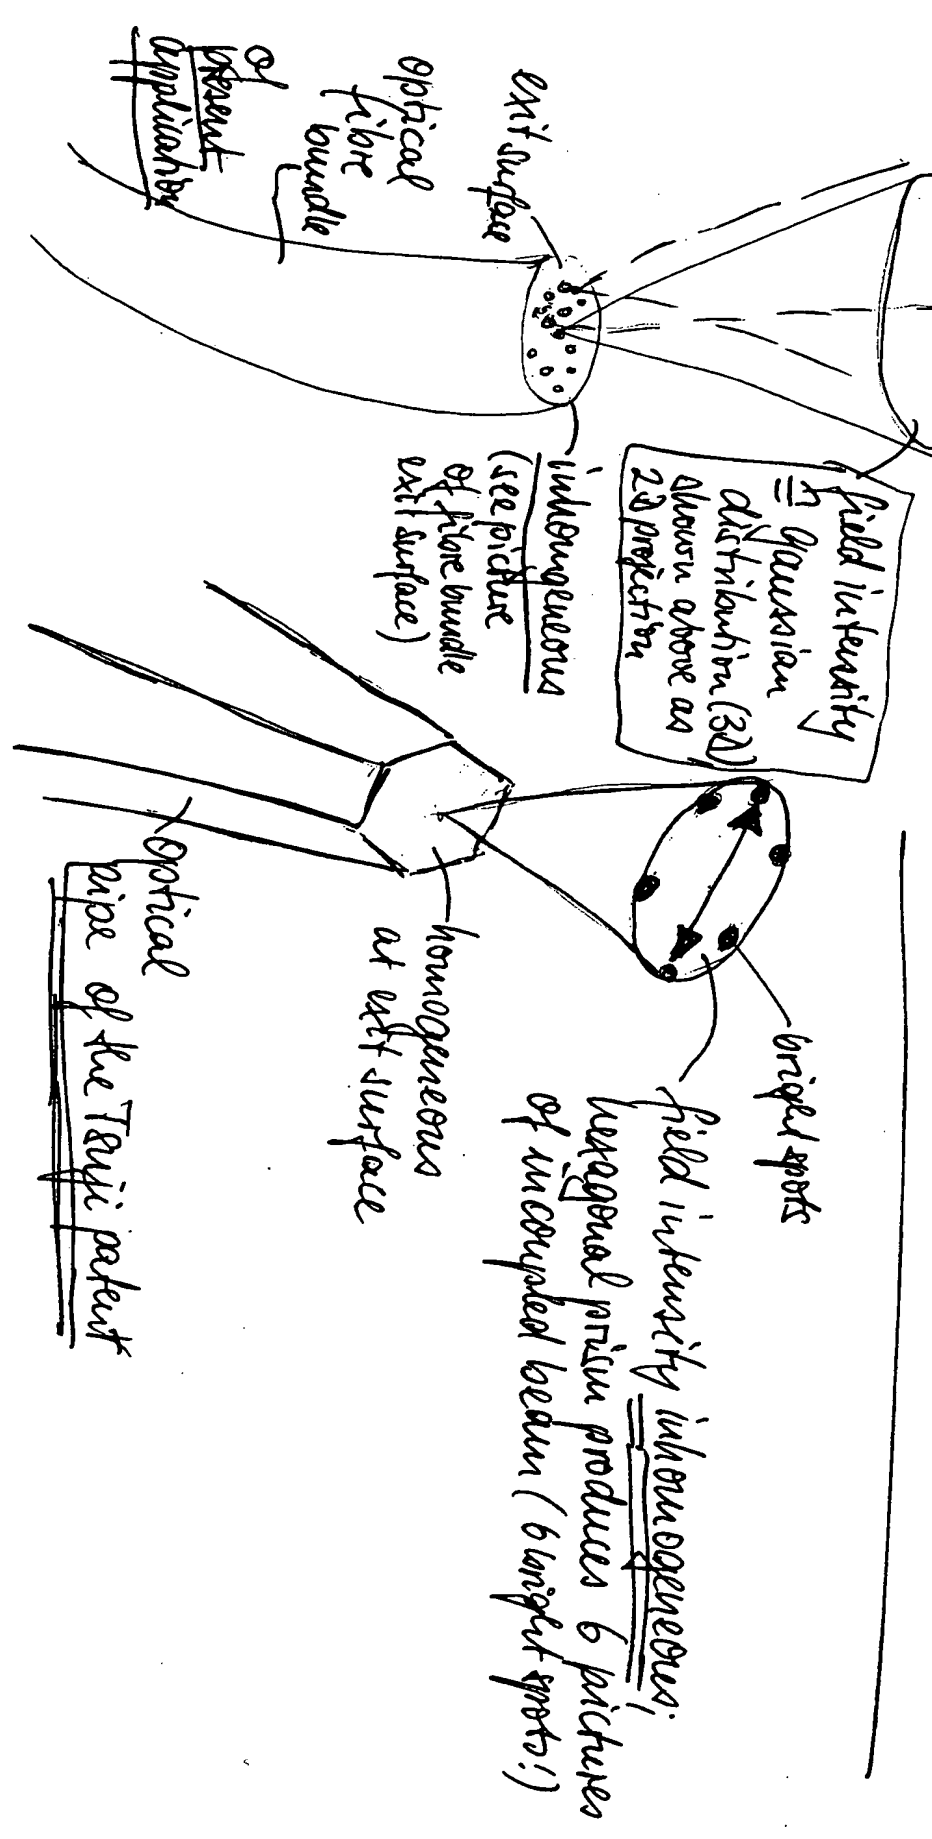 exit surface
optical
fibre
bundle
of
present
application
field intensity
≙ gaussian
distribution (3D)
shown above as
2D projection
inhomogeneous
(see picture
of fibre bundle
exit surface)
bright spots
field intensity inhomogeneous;
hexagonal prism produces 6 pictures
of incoupled beam (6 bright spots!)
homogeneous
at exit surface
optical
pipe of the Tsuji patent